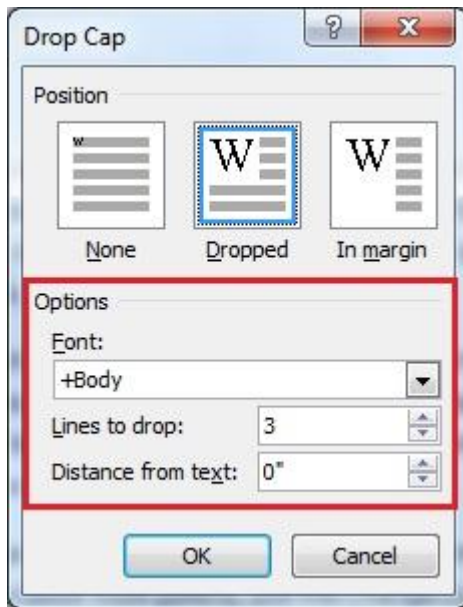 Drop Cap
Position
W W W
None Dropped In margin
Options
Font:
+Body
Lines to drop: 3
Distance from text: 0"
OK Cancel